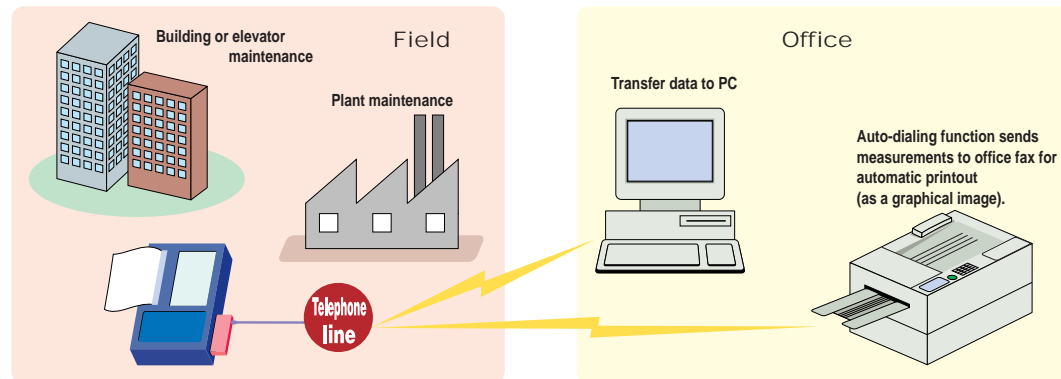 Field
Building or elevator
maintenance
Plant maintenance
Telephone
line
Office
Transfer data to PC
Auto-dialing function sends
measurements to office fax for
automatic printout
(as a graphical image).